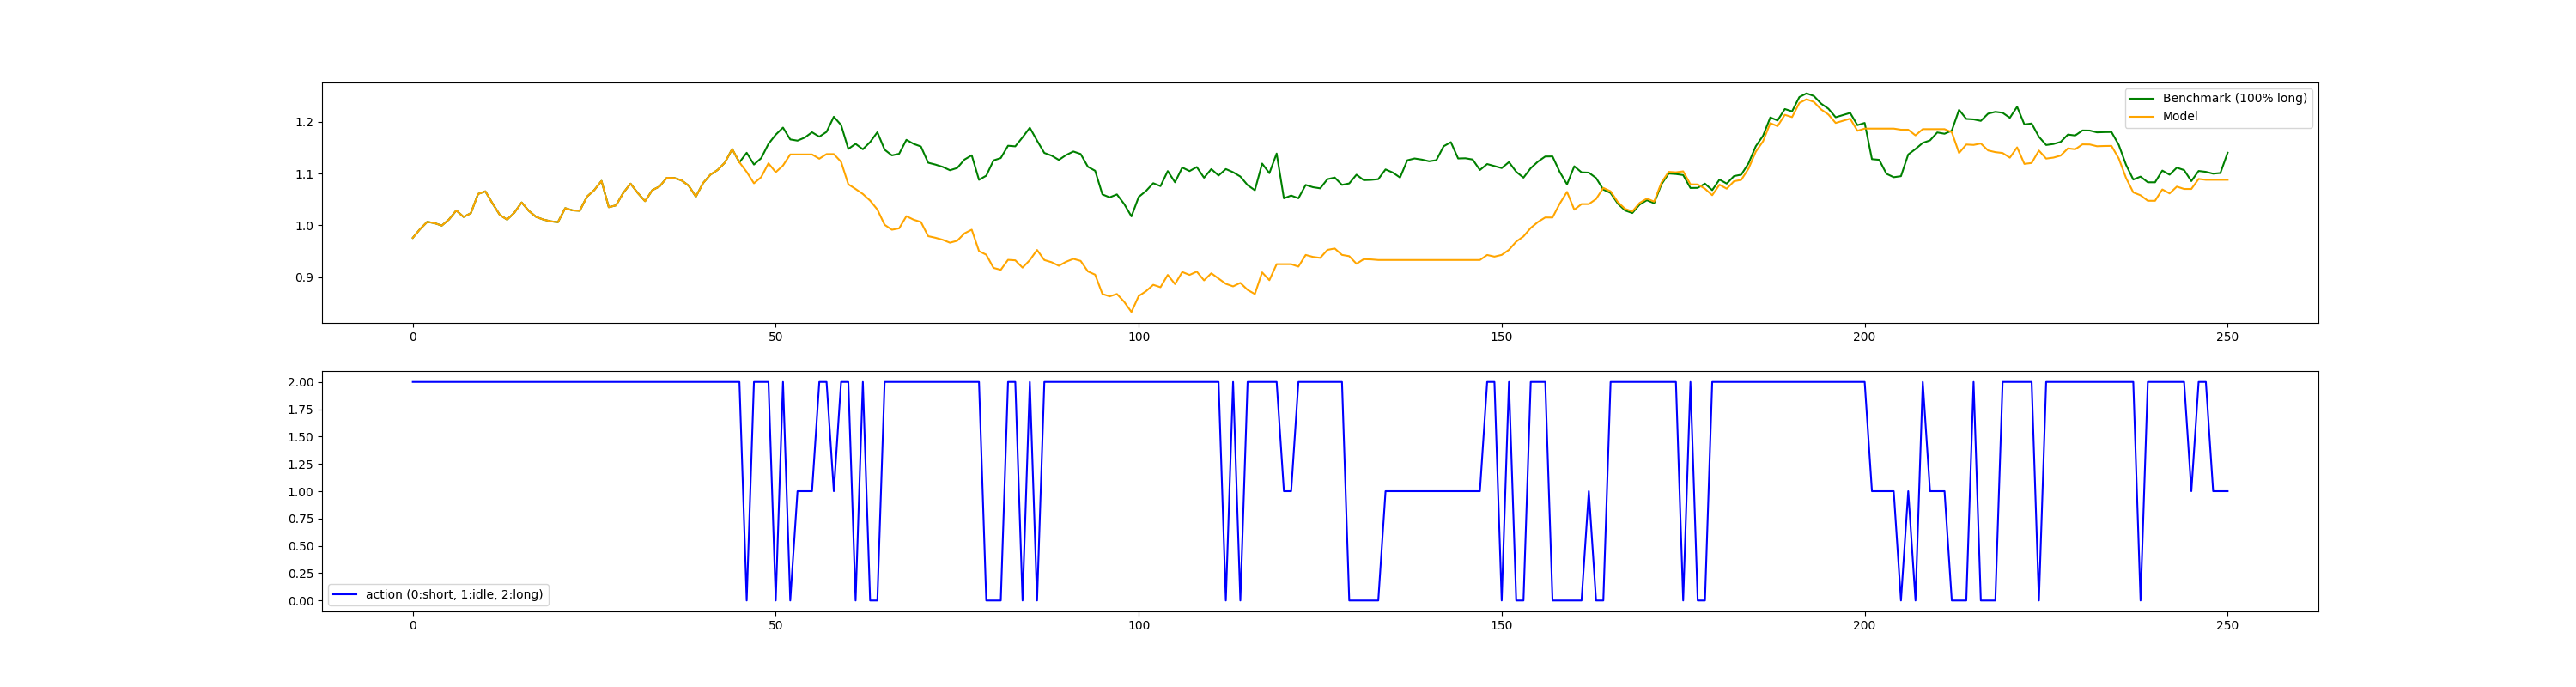 1.2
1.1
1.0
0.9
Benchmark (100% long)
Model
0 50 100 150 200 250
2.00
1.75
1.50
1.25
1.00
0.75
0.50
0.25
0.00
action (0:short, 1:idle, 2:long)
0 50 100 150 200 250